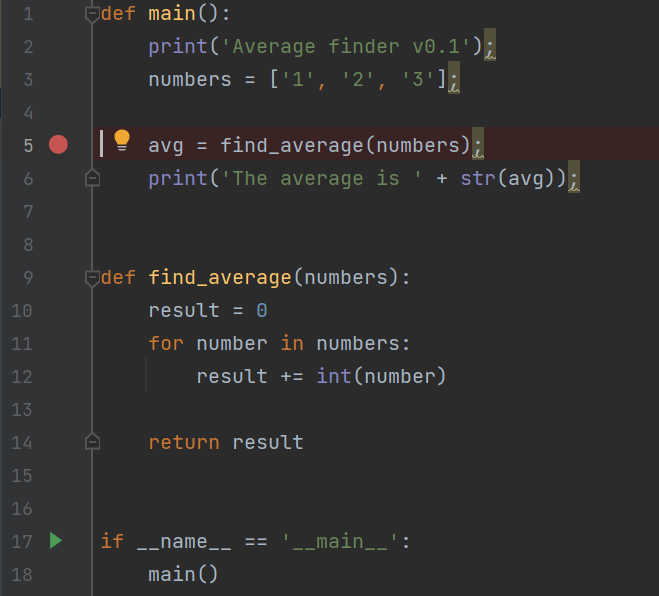 1 def main():
2     print('Average finder v0.1');
3     numbers = ['1', '2', '3'];
4
5     avg = find_average(numbers);
6     print('The average is ' + str(avg));
7
8
9 def find_average(numbers):
10     result = 0
11     for number in numbers:
12         result += int(number)
13
14     return result
15
16
17 if __name__ == '__main__':
18     main()